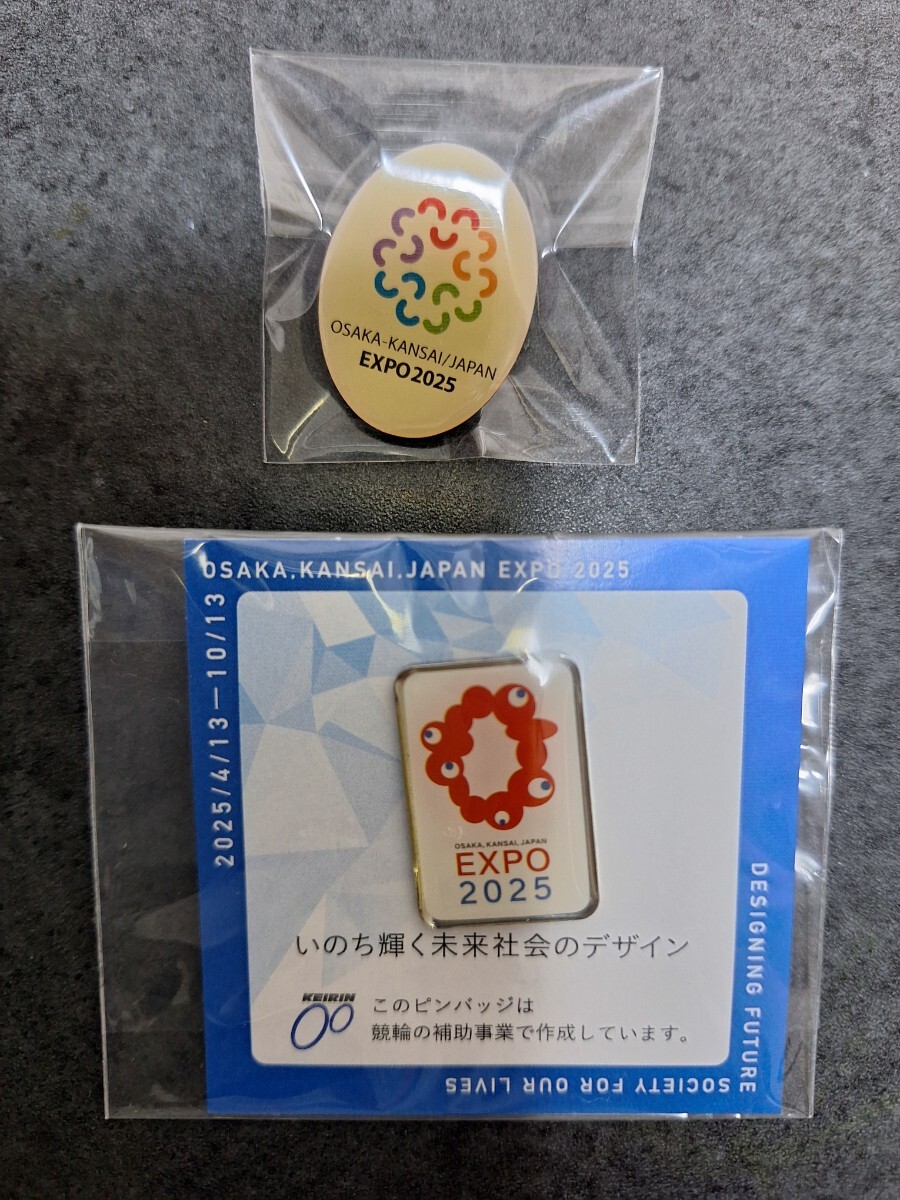 OSAKA-KANSAI/JAPAN
EXPO2025
OSAKA,KANSAI,JAPAN EXPO 2025
2025/4/13—10/13
OSAKA, KANSAI, JAPAN
EXPO
2025
いのち輝く未来社会のデザイン
KEIRIN
このピンバッジは
競輪の補助事業で作成しています。
DESIGNING FUTURE
SOCIETY FOR OUR LIVES